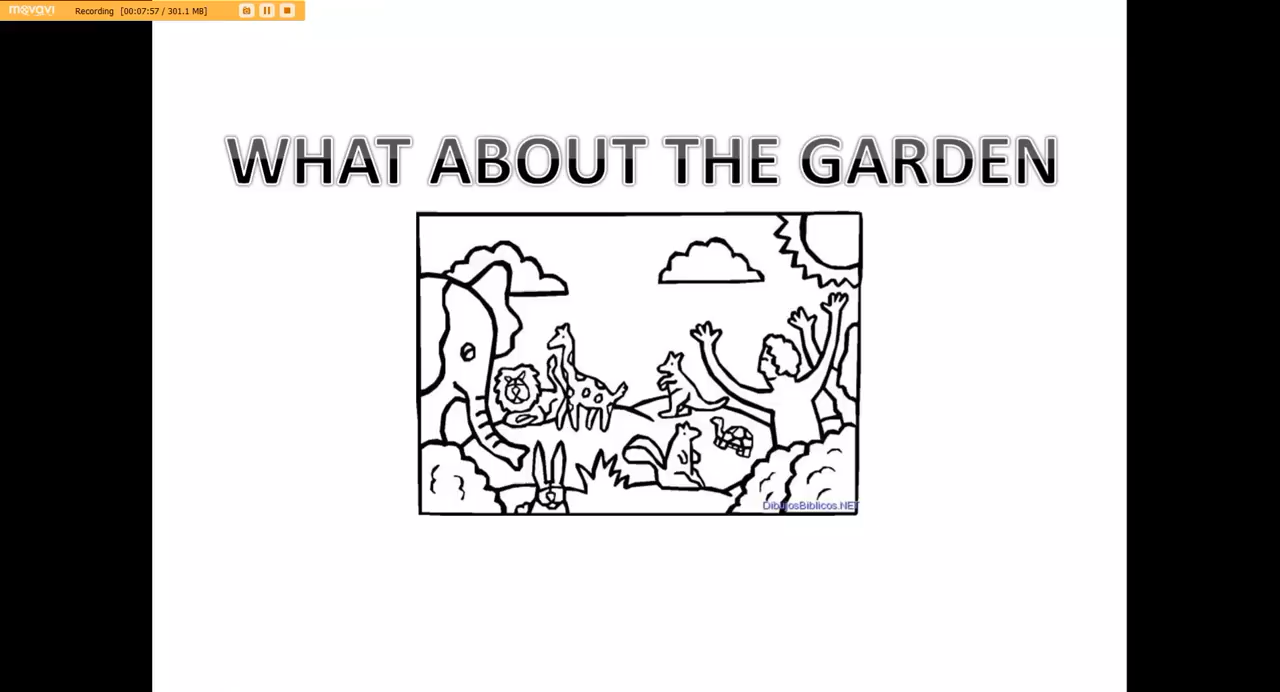 movavi
Recording [00:07:57 / 301.1 MB]
WHAT ABOUT THE GARDEN
DibujosBiblicos.NET